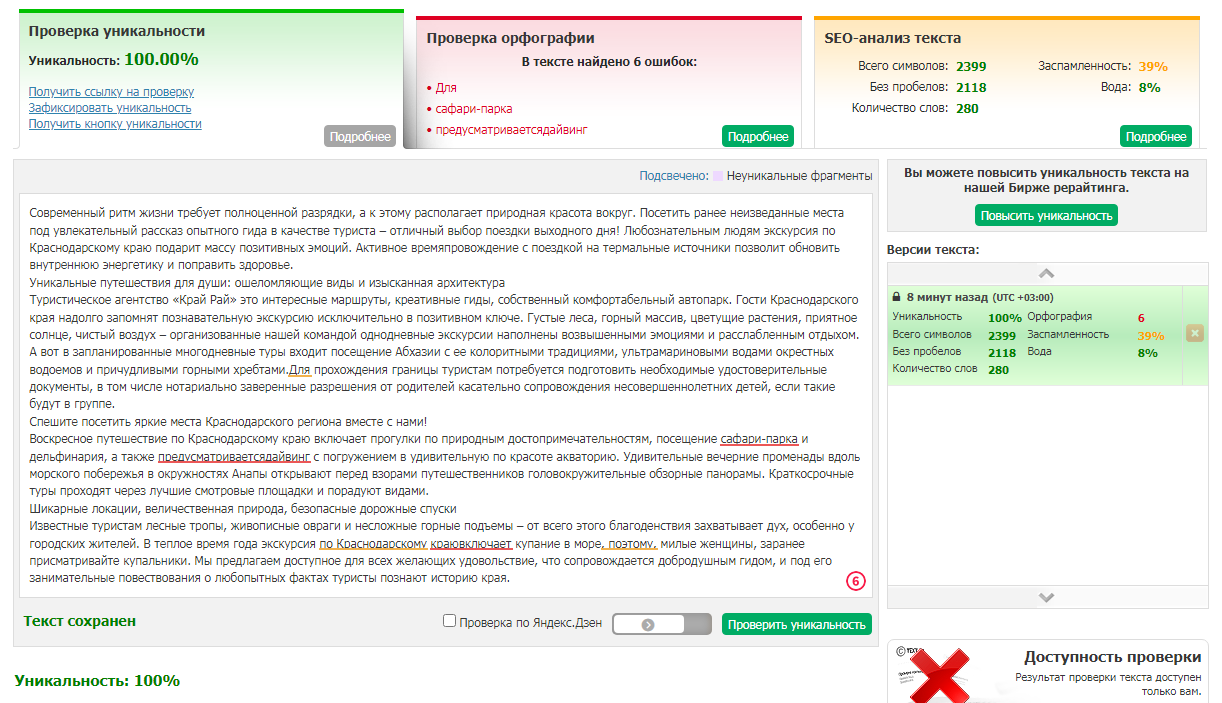 Проверка уникальности
Уникальность: 100.00%
Получить ссылку на проверку
Зафиксировать уникальность
Получить кнопку уникальности
Подробнее
Проверка орфографии
В тексте найдено 6 ошибок:
• Для
• сафари-парка
• предусматриваетсядайвинг
Подробнее
SEO-анализ текста
Всего символов: 2399 Заспамленность: 39%
Без пробелов: 2118 Вода: 8%
Количество слов: 280
Подробнее
Подсвечено: Неуникальные фрагменты
Современный ритм жизни требует полноценной разрядки, а к этому располагает природная красота вокруг. Посетить ранее неизведанные места
под увлекательный рассказ опытного гида в качестве туриста – отличный выбор поездки выходного дня! Любознательным людям экскурсия по
Краснодарскому краю подарит массу позитивных эмоций. Активное времяпровождение с поездкой на термальные источники позволит обновить
внутреннюю энергетику и поправить здоровье.
Уникальные путешествия для души: ошеломляющие виды и изысканная архитектура
Туристическое агентство «Край Рай» это интересные маршруты, креативные гиды, собственный комфортабельный автопарк. Гости Краснодарского
края надолго запомнят познавательную экскурсию исключительно в позитивном ключе. Густые леса, горный массив, цветущие растения, приятное
солнце, чистый воздух – организованные нашей командой однодневные экскурсии наполнены возвышенными эмоциями и расслабленным отдыхом.
А вот в запланированные многодневные туры входит посещение Абхазии с ее колоритными традициями, ультрамариновыми водами окрестных
водоемов и причудливыми горными хребтами.Для прохождения границы туристам потребуется подготовить необходимые удостоверительные
документы, в том числе нотариально заверенные разрешения от родителей касательно сопровождения несовершеннолетних детей, если такие
будут в группе.
Спешите посетить яркие места Краснодарского региона вместе с нами!
Воскресное путешествие по Краснодарскому краю включает прогулки по природным достопримечательностям, посещение сафари-парка и
дельфинария, а также предусматриваетсядайвинг с погружением в удивительную по красоте акваторию. Удивительные вечерние променады вдоль
морского побережья в окружностях Анапы открывают перед взорами путешественников головокружительные обзорные панорамы. Краткосрочные
туры проходят через лучшие смотровые площадки и порадуют видами.
Шикарные локации, величественная природа, безопасные дорожные спуски
Известные туристам лесные тропы, живописные овраги и несложные горные подъемы – от всего этого благоденствия захватывает дух, особенно у
городских жителей. В теплое время года экскурсия по Краснодарскому краювключает купание в море, поэтому, милые женщины, заранее
присматривайте купальники. Мы предлагаем доступное для всех желающих удовольствие, что сопровождается добродушным гидом, и под его
занимательные повествования о любопытных фактах туристы познают историю края.
6
Текст сохранен
Проверка по Яндекс.Дзен
Проверить уникальность
Уникальность: 100%
Вы можете повысить уникальность текста на
нашей Бирже рерайтинга.
Повысить уникальность
Версии текста:
8 минут назад (UTC +03:00)
Уникальность 100% Орфография 6
Всего символов 2399 Заспамленность 39%
Без пробелов 2118 Вода 8%
Количество слов 280
Доступность проверки
Результат проверки текста доступен
только вам.